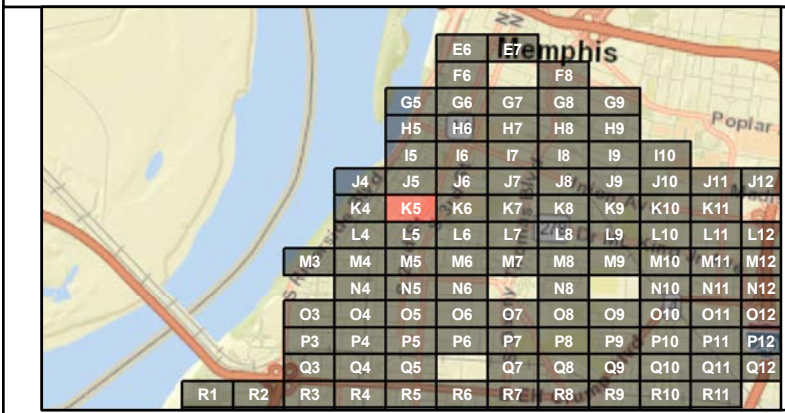 Memphis
E6 E7
F6 F8
G5 G6 G7 G8 G9
Poplar
H5 H6 H7 H8 H9
I5 I6 I7 I8 I9 I10
J4 J5 J6 J7 J8 J9 J10 J11 J12
K4 K5 K6 K7 K8 K9 K10 K11
L4 L5 L6 L7 L8 L9 L10 L11 L12
M3 M4 M5 M6 M7 M8 M9 M10 M11 M12
N4 N5 N6 N8 N10 N11 N12
O3 O4 O5 O6 O7 O8 O9 O10 O11 O12
P3 P4 P5 P6 P7 P8 P9 P10 P11 P12
Q3 Q4 Q5 Q7 Q8 Q9 Q10 Q11 Q12
R1 R2 R3 R4 R5 R6 R7 R8 R9 R10 R11